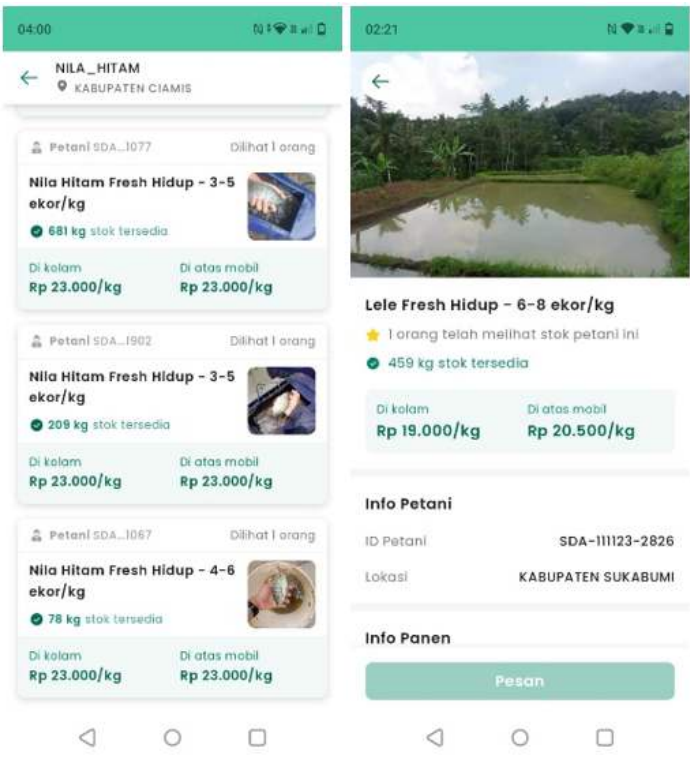 04:00
NILA_HITAM
KABUPATEN CIAMIS
Petani SDA...1077
Dilihat 1 orang
Nila Hitam Fresh Hidup - 3-5
ekor/kg
681 kg stok tersedia
Di kolam
Di atas mobil
Rp 23.000/kg
Rp 23.000/kg
Petani SDA...1902
Dilihat 1 orang
Nila Hitam Fresh Hidup - 3-5
ekor/kg
209 kg stok tersedia
Di kolam
Di atas mobil
Rp 23.000/kg
Rp 23.000/kg
Petani SDA...1067
Dilihat 1 orang
Nila Hitam Fresh Hidup - 4-6
ekor/kg
78 kg stok tersedia
Di kolam
Di atas mobil
Rp 23.000/kg
Rp 23.000/kg
02:21
Lele Fresh Hidup - 6-8 ekor/kg
1 orang telah melihat stok petani ini
459 kg stok tersedia
Di kolam
Di atas mobil
Rp 19.000/kg
Rp 20.500/kg
Info Petani
ID Petani
SDA-111123-2826
Lokasi
KABUPATEN SUKABUMI
Info Panen
Pesan